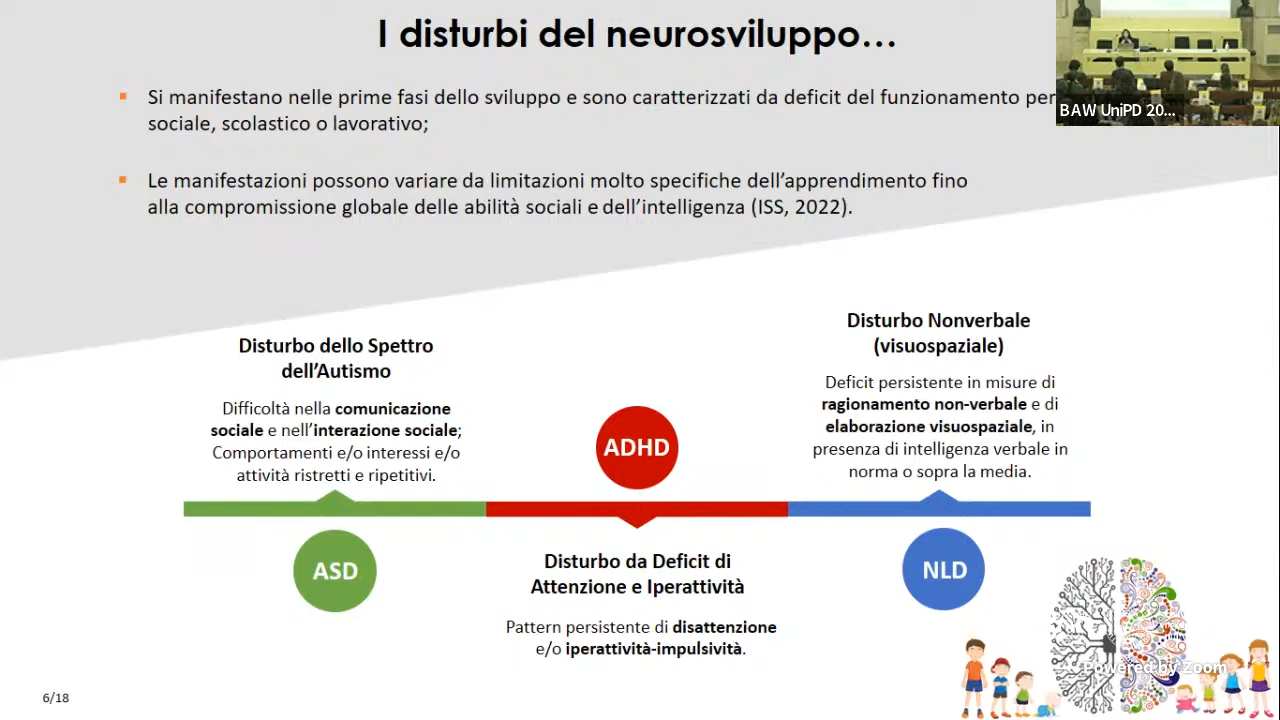 I disturbi del neurosviluppo…
Si manifestano nelle prime fasi dello sviluppo e sono caratterizzati da deficit del funzionamento per
sociale, scolastico o lavorativo;
BAW UniPD 20...
Le manifestazioni possono variare da limitazioni molto specifiche dell'apprendimento fino
alla compromissione globale delle abilità sociali e dell'intelligenza (ISS, 2022).
Disturbo dello Spettro
dell'Autismo
Difficoltà nella comunicazione
sociale e nell'interazione sociale;
Comportamenti e/o interessi e/o
attività ristretti e ripetitivi.
ASD
ADHD
Disturbo da Deficit di
Attenzione e Iperattività
Pattern persistente di disattenzione
e/o iperattività-impulsività.
Disturbo Nonverbale
(visuospaziale)
Deficit persistente in misure di
ragionamento non-verbale e di
elaborazione visuospaziale, in
presenza di intelligenza verbale in
norma o sopra la media.
NLD
Powered by Zoom
6/18